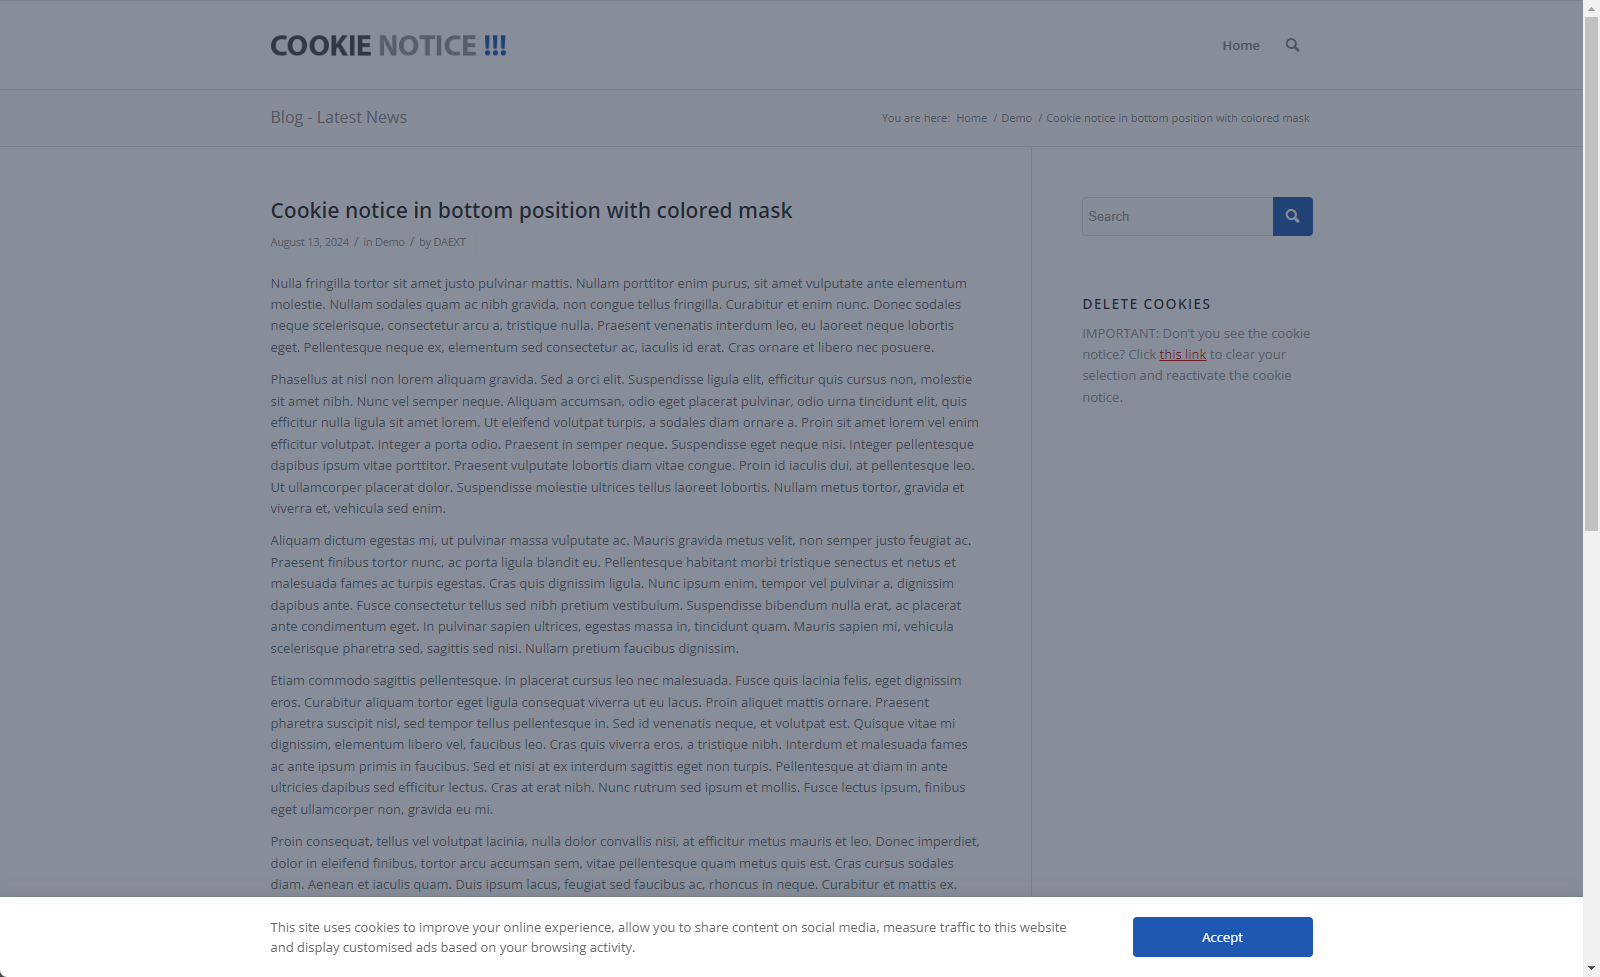 COOKIE NOTICE !!!
Home
Blog - Latest News
You are here: Home / Demo / Cookie notice in bottom position with colored mask
Cookie notice in bottom position with colored mask
August 13, 2024 / in Demo / by DAEXT
Nulla fringilla tortor sit amet justo pulvinar mattis. Nullam porttitor enim purus, sit amet vulputate ante elementum
molestie. Nullam sodales quam ac nibh gravida, non congue tellus fringilla. Curabitur et enim nunc. Donec sodales
neque scelerisque, consectetur arcu a, tristique nulla. Praesent venenatis interdum leo, eu laoreet neque lobortis
eget. Pellentesque neque ex, elementum sed consectetur ac, iaculis id erat. Cras ornare et libero nec posuere.
Phasellus at nisl non lorem aliquam gravida. Sed a orci elit. Suspendisse ligula elit, efficitur quis cursus non, molestie
sit amet nibh. Nunc vel semper neque. Aliquam accumsan, odio eget placerat pulvinar, odio urna tincidunt elit, quis
efficitur nulla ligula sit amet lorem. Ut eleifend volutpat turpis, a sodales diam ornare a. Proin sit amet lorem vel enim
efficitur volutpat. Integer a porta odio. Praesent in semper neque. Suspendisse eget neque nisi. Integer pellentesque
dapibus ipsum vitae porttitor. Praesent vulputate lobortis diam vitae congue. Proin id iaculis dui, at pellentesque leo.
Ut ullamcorper placerat dolor. Suspendisse molestie ultrices tellus laoreet lobortis. Nullam metus tortor, gravida et
viverra et, vehicula sed enim.
Aliquam dictum egestas mi, ut pulvinar massa vulputate ac. Mauris gravida metus velit, non semper justo feugiat ac.
Praesent finibus tortor nunc, ac porta ligula blandit eu. Pellentesque habitant morbi tristique senectus et netus et
malesuada fames ac turpis egestas. Cras quis dignissim ligula. Nunc ipsum enim, tempor vel pulvinar a, dignissim
dapibus ante. Fusce consectetur tellus sed nibh pretium vestibulum. Suspendisse bibendum nulla erat, ac placerat
ante condimentum eget. In pulvinar sapien ultrices, egestas massa in, tincidunt quam. Mauris sapien mi, vehicula
scelerisque pharetra sed, sagittis sed nisi. Nullam pretium faucibus dignissim.
Etiam commodo sagittis pellentesque. In placerat cursus leo nec malesuada. Fusce quis lacinia felis, eget dignissim
eros. Curabitur aliquam tortor eget ligula consequat viverra ut eu lacus. Proin aliquet mattis ornare. Praesent
pharetra suscipit nisl, sed tempor tellus pellentesque in. Sed id venenatis neque, et volutpat est. Quisque vitae mi
dignissim, elementum libero vel, faucibus leo. Cras quis viverra eros, a tristique nibh. Interdum et malesuada fames
ac ante ipsum primis in faucibus. Sed et nisi at ex interdum sagittis eget non turpis. Pellentesque at diam in ante
ultricies dapibus sed efficitur lectus. Cras at erat nibh. Nunc rutrum sed ipsum et mollis. Fusce lectus ipsum, finibus
eget ullamcorper non, gravida eu mi.
Proin consequat, tellus vel volutpat lacinia, nulla dolor convallis nisi, at efficitur metus mauris et leo. Donec imperdiet,
dolor in eleifend finibus, tortor arcu accumsan sem, vitae pellentesque quam metus quis est. Cras cursus sodales
diam. Aenean et iaculis quam. Duis ipsum lacus, feugiat sed faucibus ac, rhoncus in neque. Curabitur et mattis ex.
Search
DELETE COOKIES
IMPORTANT: Don't you see the cookie
notice? Click this link to clear your
selection and reactivate the cookie
notice.
This site uses cookies to improve your online experience, allow you to share content on social media, measure traffic to this website
and display customised ads based on your browsing activity.
Accept